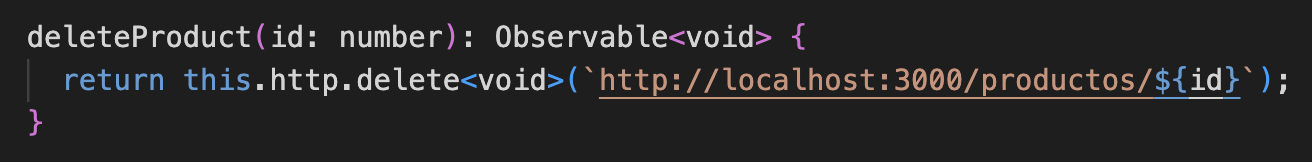 deleteProduct(id: number): Observable<void> {
return this.http.delete<void>(`http://localhost:3000/productos/${id}`);
}